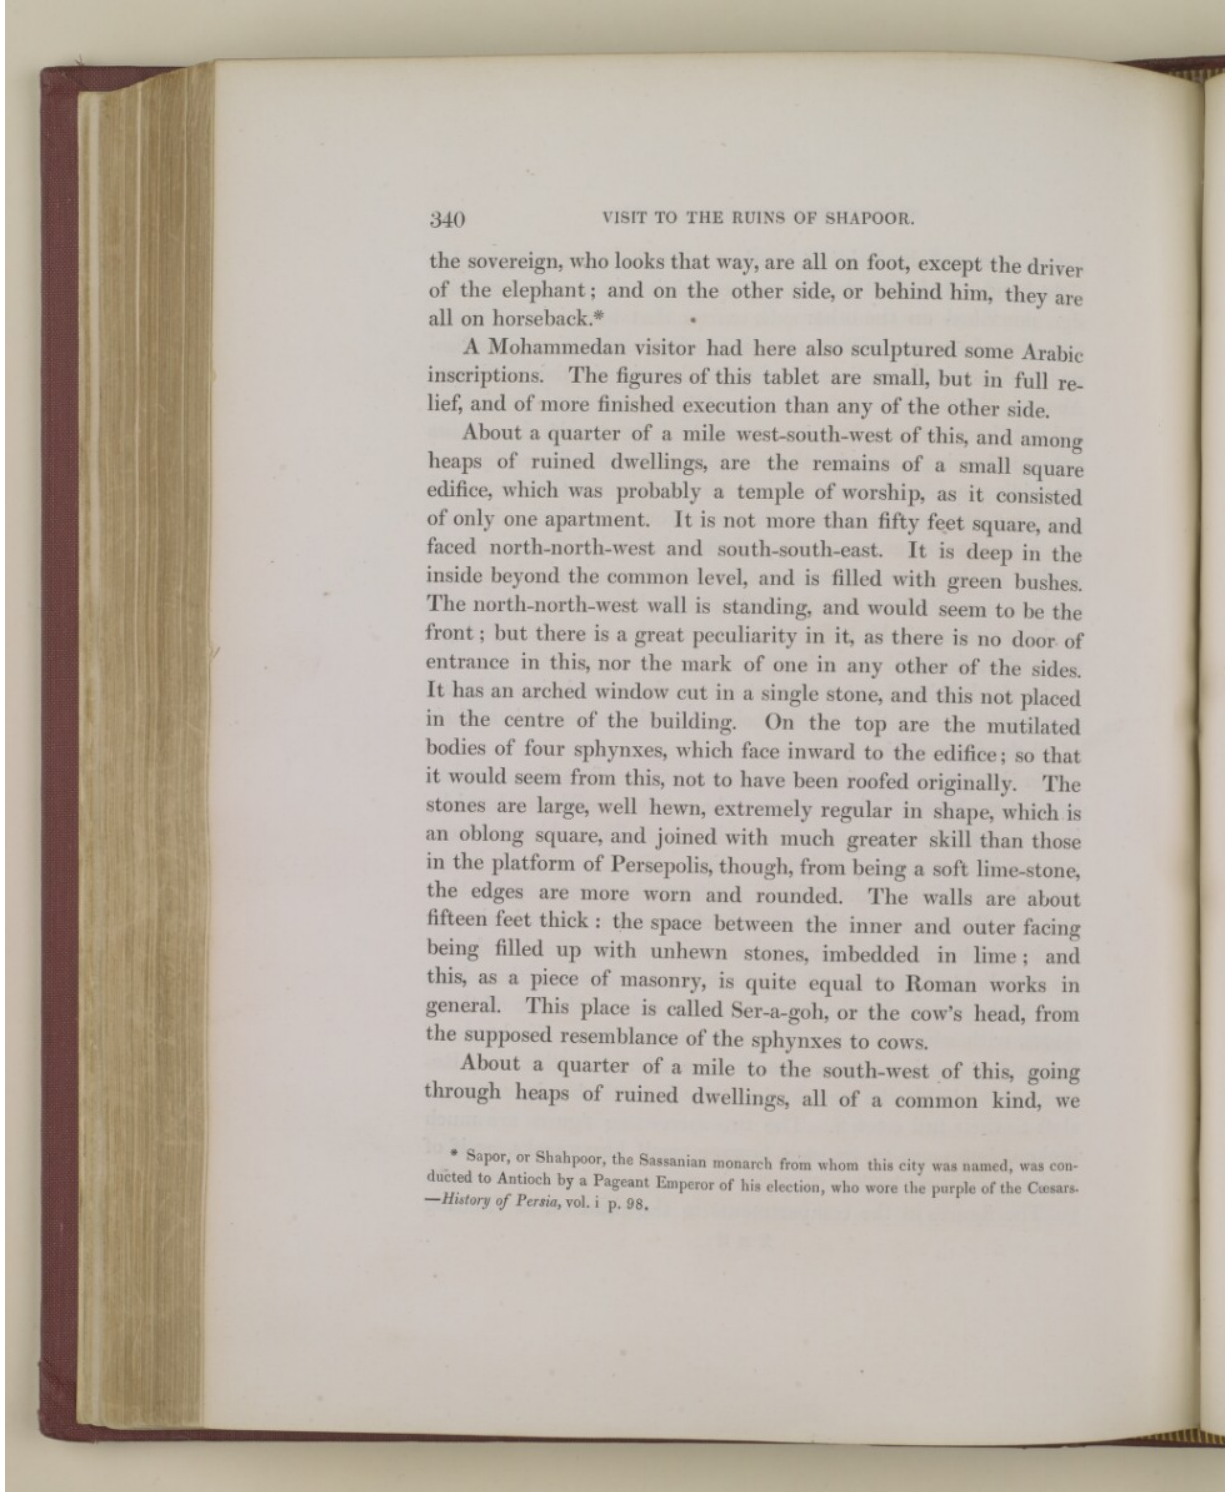 340 VISIT TO THE RUINS OF SHAPOOR.
the sovereign, who looks that way, are all on foot, except the driver
of the elephant; and on the other side, or behind him, they are
all on horseback.*
A Mohammedan visitor had here also sculptured some Arabic
inscriptions. The figures of this tablet are small, but in full re-
lief, and of more finished execution than any of the other side.
About a quarter of a mile west-south-west of this, and among
heaps of ruined dwellings, are the remains of a small square
edifice, which was probably a temple of worship, as it consisted
of only one apartment. It is not more than fifty feet square, and
faced north-north-west and south-south-east. It is deep in the
inside beyond the common level, and is filled with green bushes.
The north-north-west wall is standing, and would seem to be the
front; but there is a great peculiarity in it, as there is no door of
entrance in this, nor the mark of one in any other of the sides.
It has an arched window cut in a single stone, and this not placed
in the centre of the building. On the top are the mutilated
bodies of four sphynxes, which face inward to the edifice; so that
it would seem from this, not to have been roofed originally. The
stones are large, well hewn, extremely regular in shape, which is
an oblong square, and joined with much greater skill than those
in the platform of Persepolis, though, from being a soft lime-stone,
the edges are more worn and rounded. The walls are about
fifteen feet thick: the space between the inner and outer facing
being filled up with unhewn stones, imbedded in lime; and
this, as a piece of masonry, is quite equal to Roman works in
general. This place is called Ser-a-goh, or the cow's head, from
the supposed resemblance of the sphynxes to cows.
About a quarter of a mile to the south-west of this, going
through heaps of ruined dwellings, all of a common kind, we
* Sapor, or Shahpoor, the Sassanian monarch from whom this city was named, was con-
ducted to Antioch by a Pageant Emperor of his election, who wore the purple of the Cæsars.
—History of Persia, vol. i p. 98.